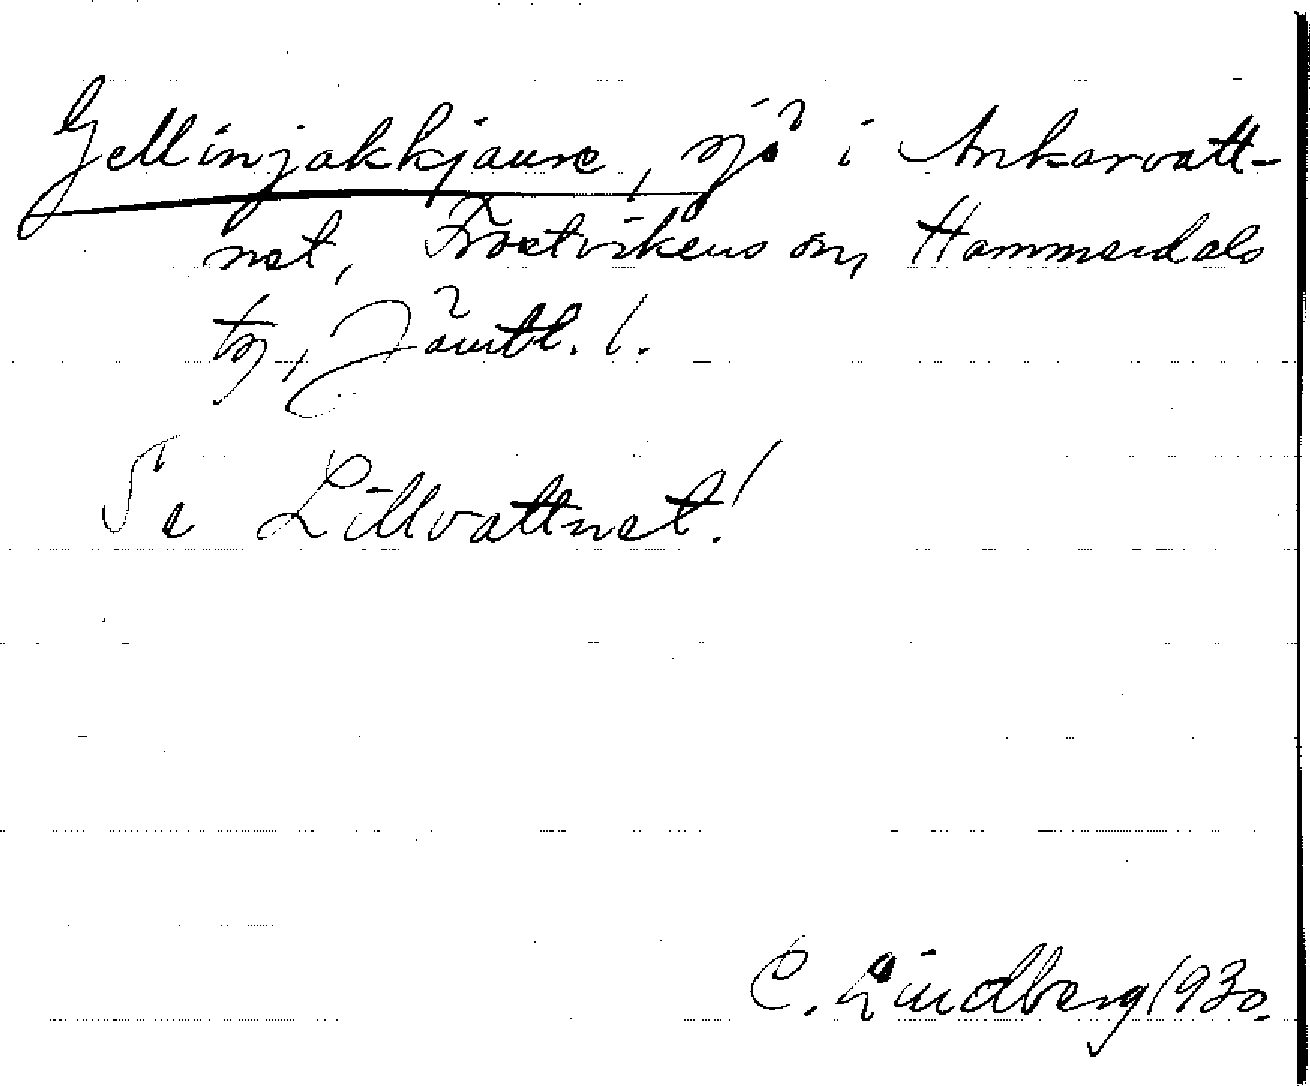 Gellinjakkjaure, sjö i Ankarvatt-
net, Frostvikens sn, Hammerdals
tg, Jämtl. l.
Se Lillvattnet!
C. Lindberg 1930.